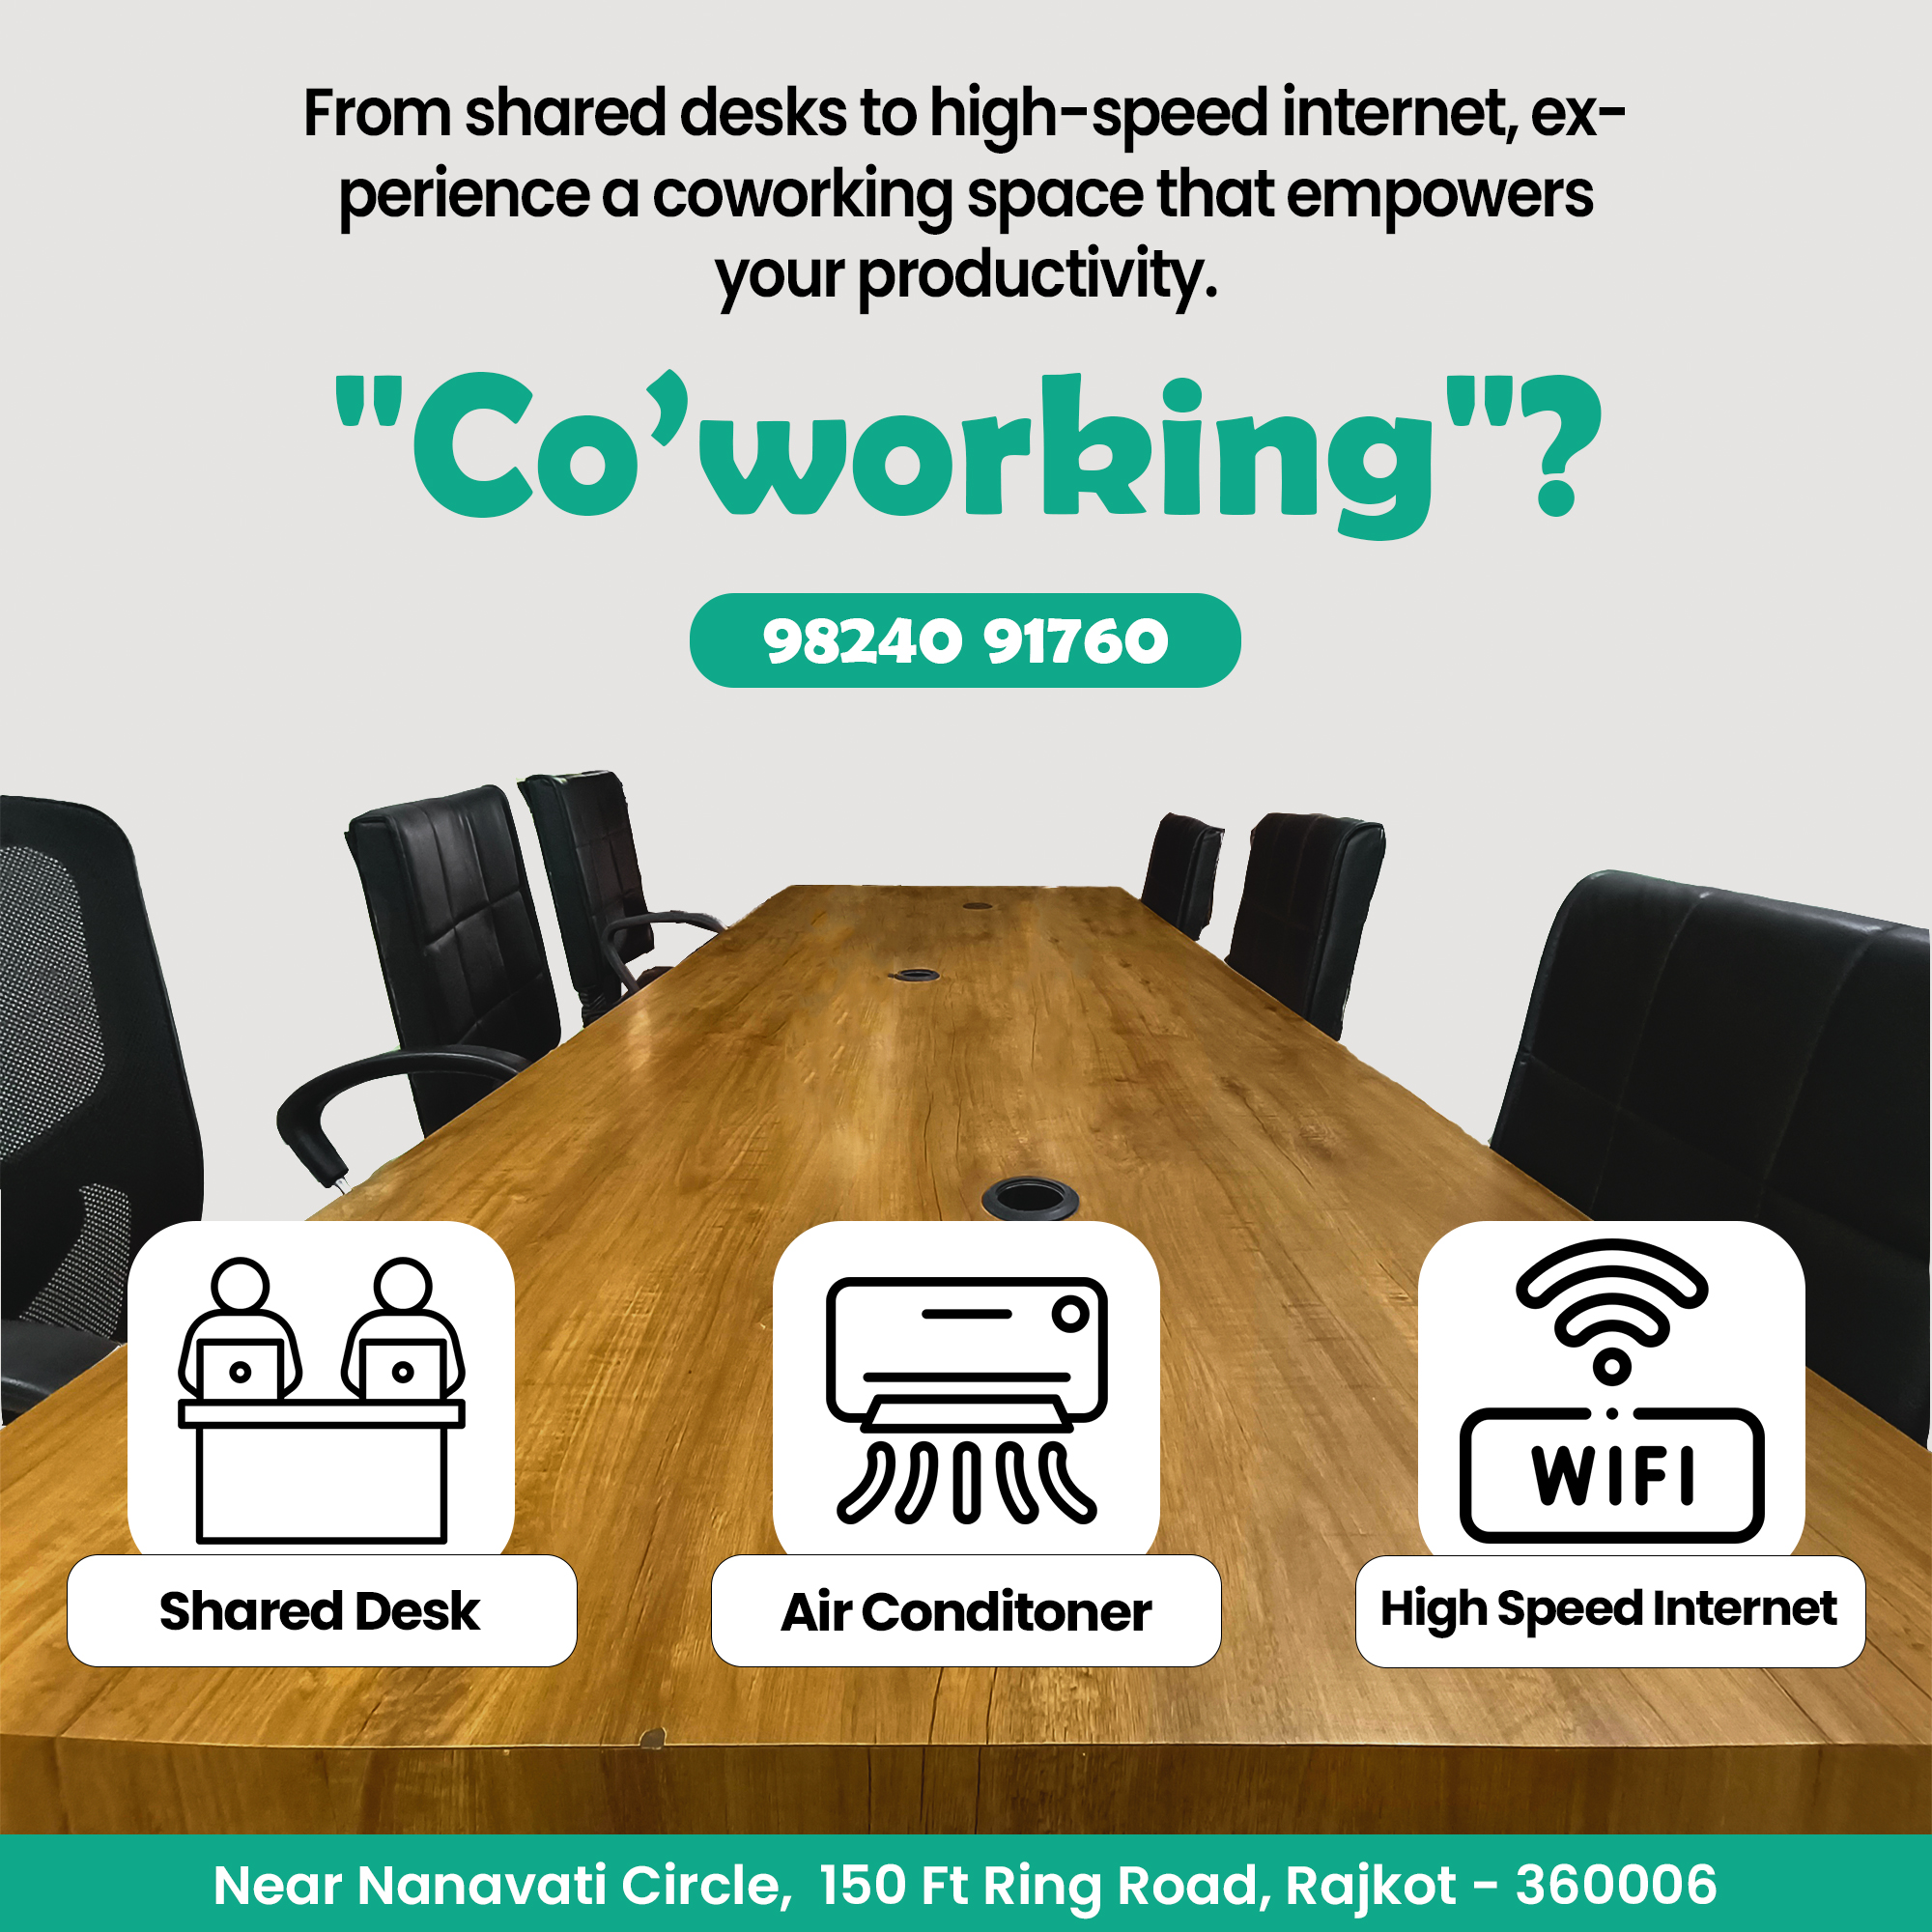 From shared desks to high-speed internet, ex-
perience a coworking space that empowers
your productivity.
"Co’working"?
98240 91760
WiFi
Shared Desk
Air Conditoner
High Speed Internet
Near Nanavati Circle, 150 Ft Ring Road, Rajkot - 360006